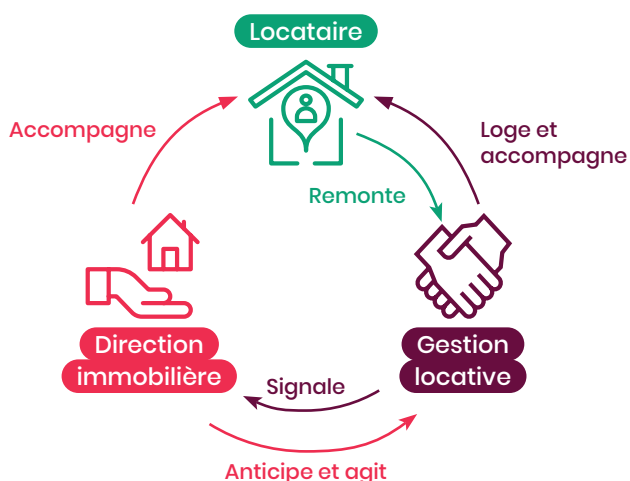 Locataire
Accompagne
Loge et
accompagne
Remonte
Direction
immobilière
Gestion
locative
Signale
Anticipe et agit